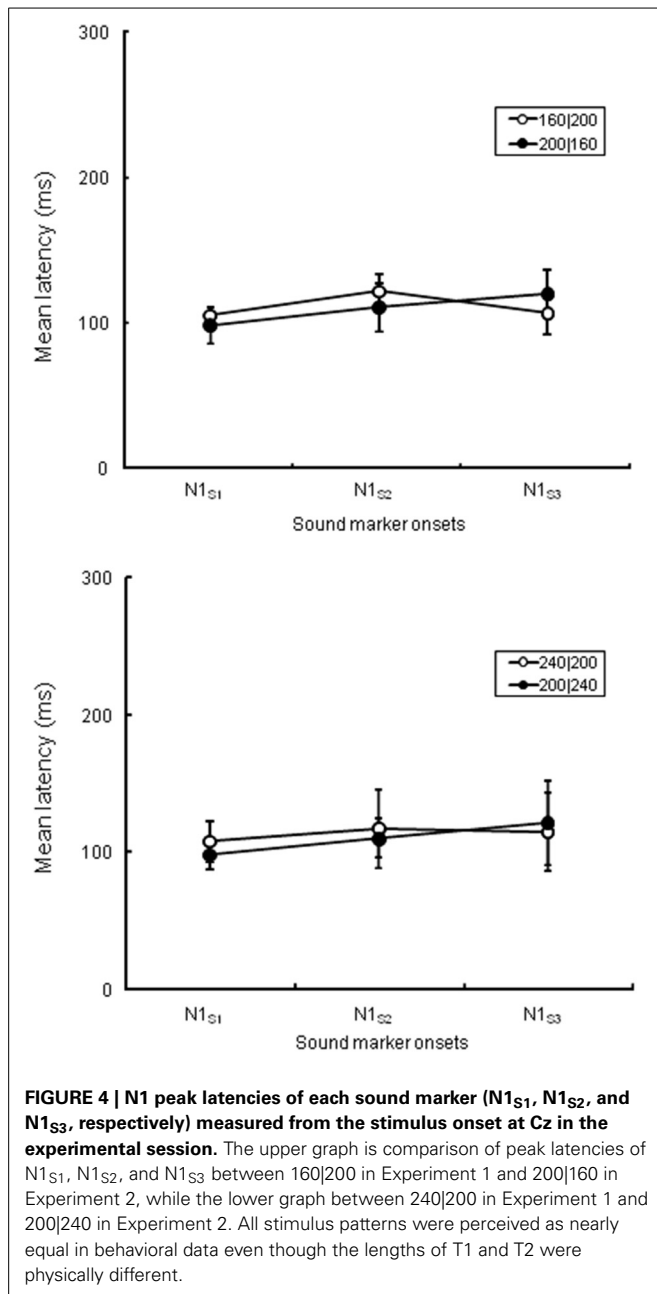 300
200
100
0
Mean latency (ms)
160|200
200|160
N1S1 N1S2 N1S3
Sound marker onsets
300
200
100
0
Mean latency (ms)
240|200
200|240
N1S1 N1S2 N1S3
Sound marker onsets
FIGURE 4 | N1 peak latencies of each sound marker (N1S1, N1S2, and
N1S3, respectively) measured from the stimulus onset at Cz in the
experimental session. The upper graph is comparison of peak latencies of
N1S1, N1S2, and N1S3 between 160|200 in Experiment 1 and 200|160 in
Experiment 2, while the lower graph between 240|200 in Experiment 1 and
200|240 in Experiment 2. All stimulus patterns were perceived as nearly
equal in behavioral data even though the lengths of T1 and T2 were
physically different.